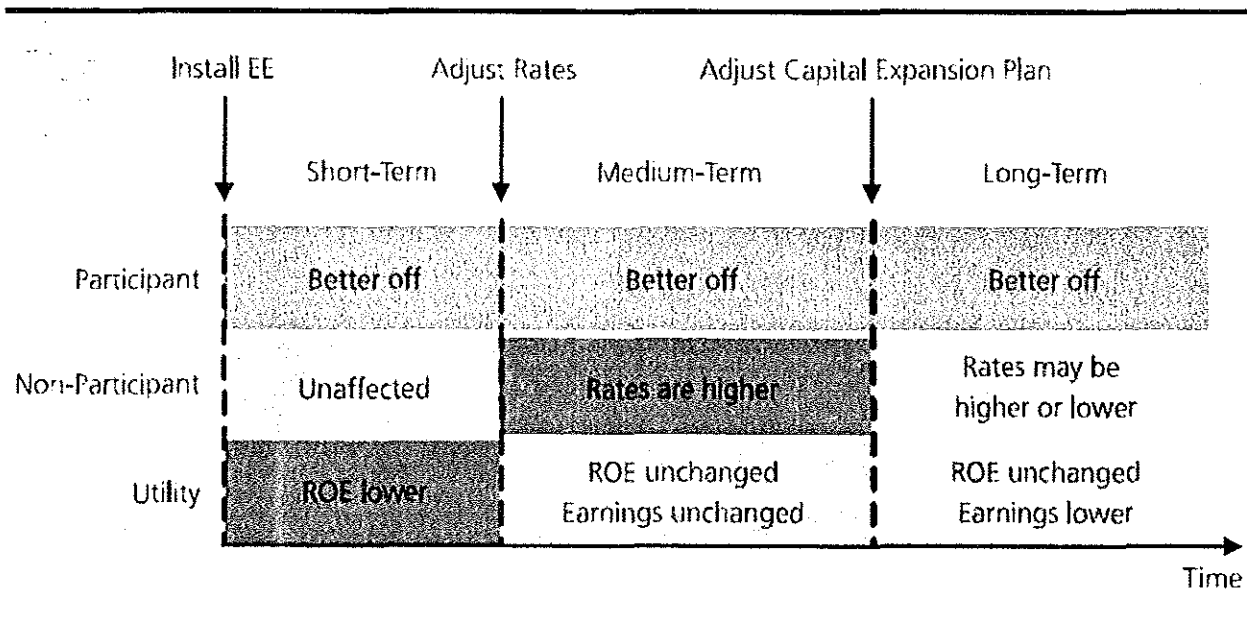 Install EE
Adjust Rates
Adjust Capital Expansion Plan
Short-Term
Medium-Term
Long-Term
Participant
Better off
Better off
Better off
Non-Participant
Unaffected
Rates are higher
Rates may be
higher or lower
Utility
ROE lower
ROE unchanged
Earnings unchanged
ROE unchanged
Earnings lower
Time